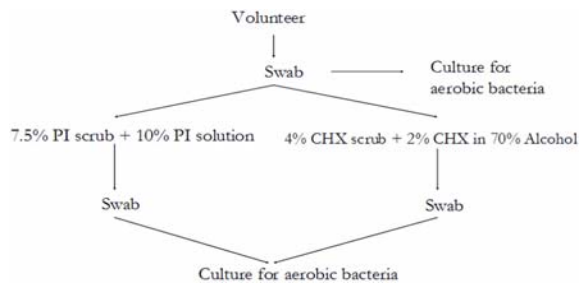 Volunteer
Swab
Culture for
aerobic bacteria
7.5% PI scrub + 10% PI solution
4% CHX scrub + 2% CHX in 70% Alcohol
Swab
Swab
Culture for aerobic bacteria